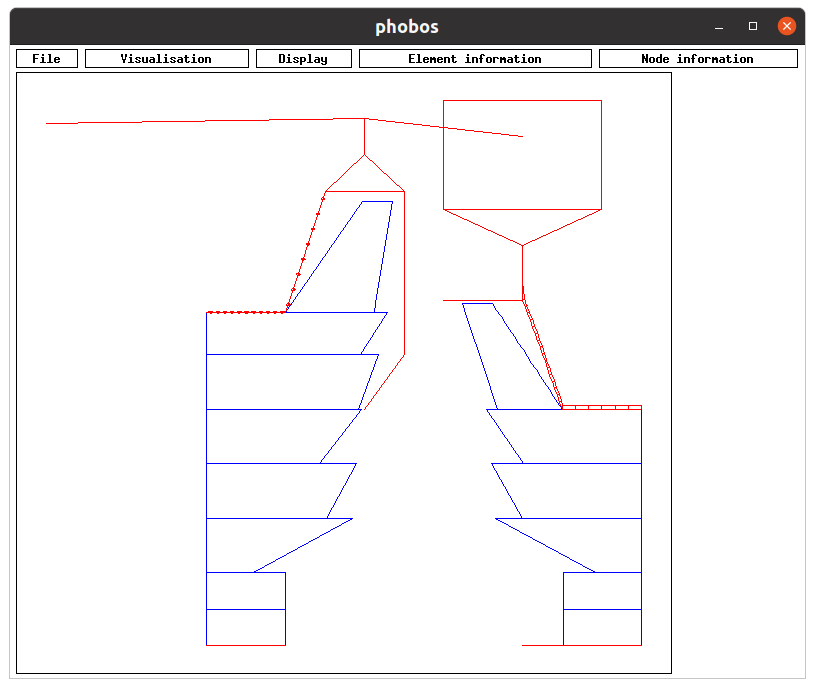 phobos
File Visualisation Display Element information Node information